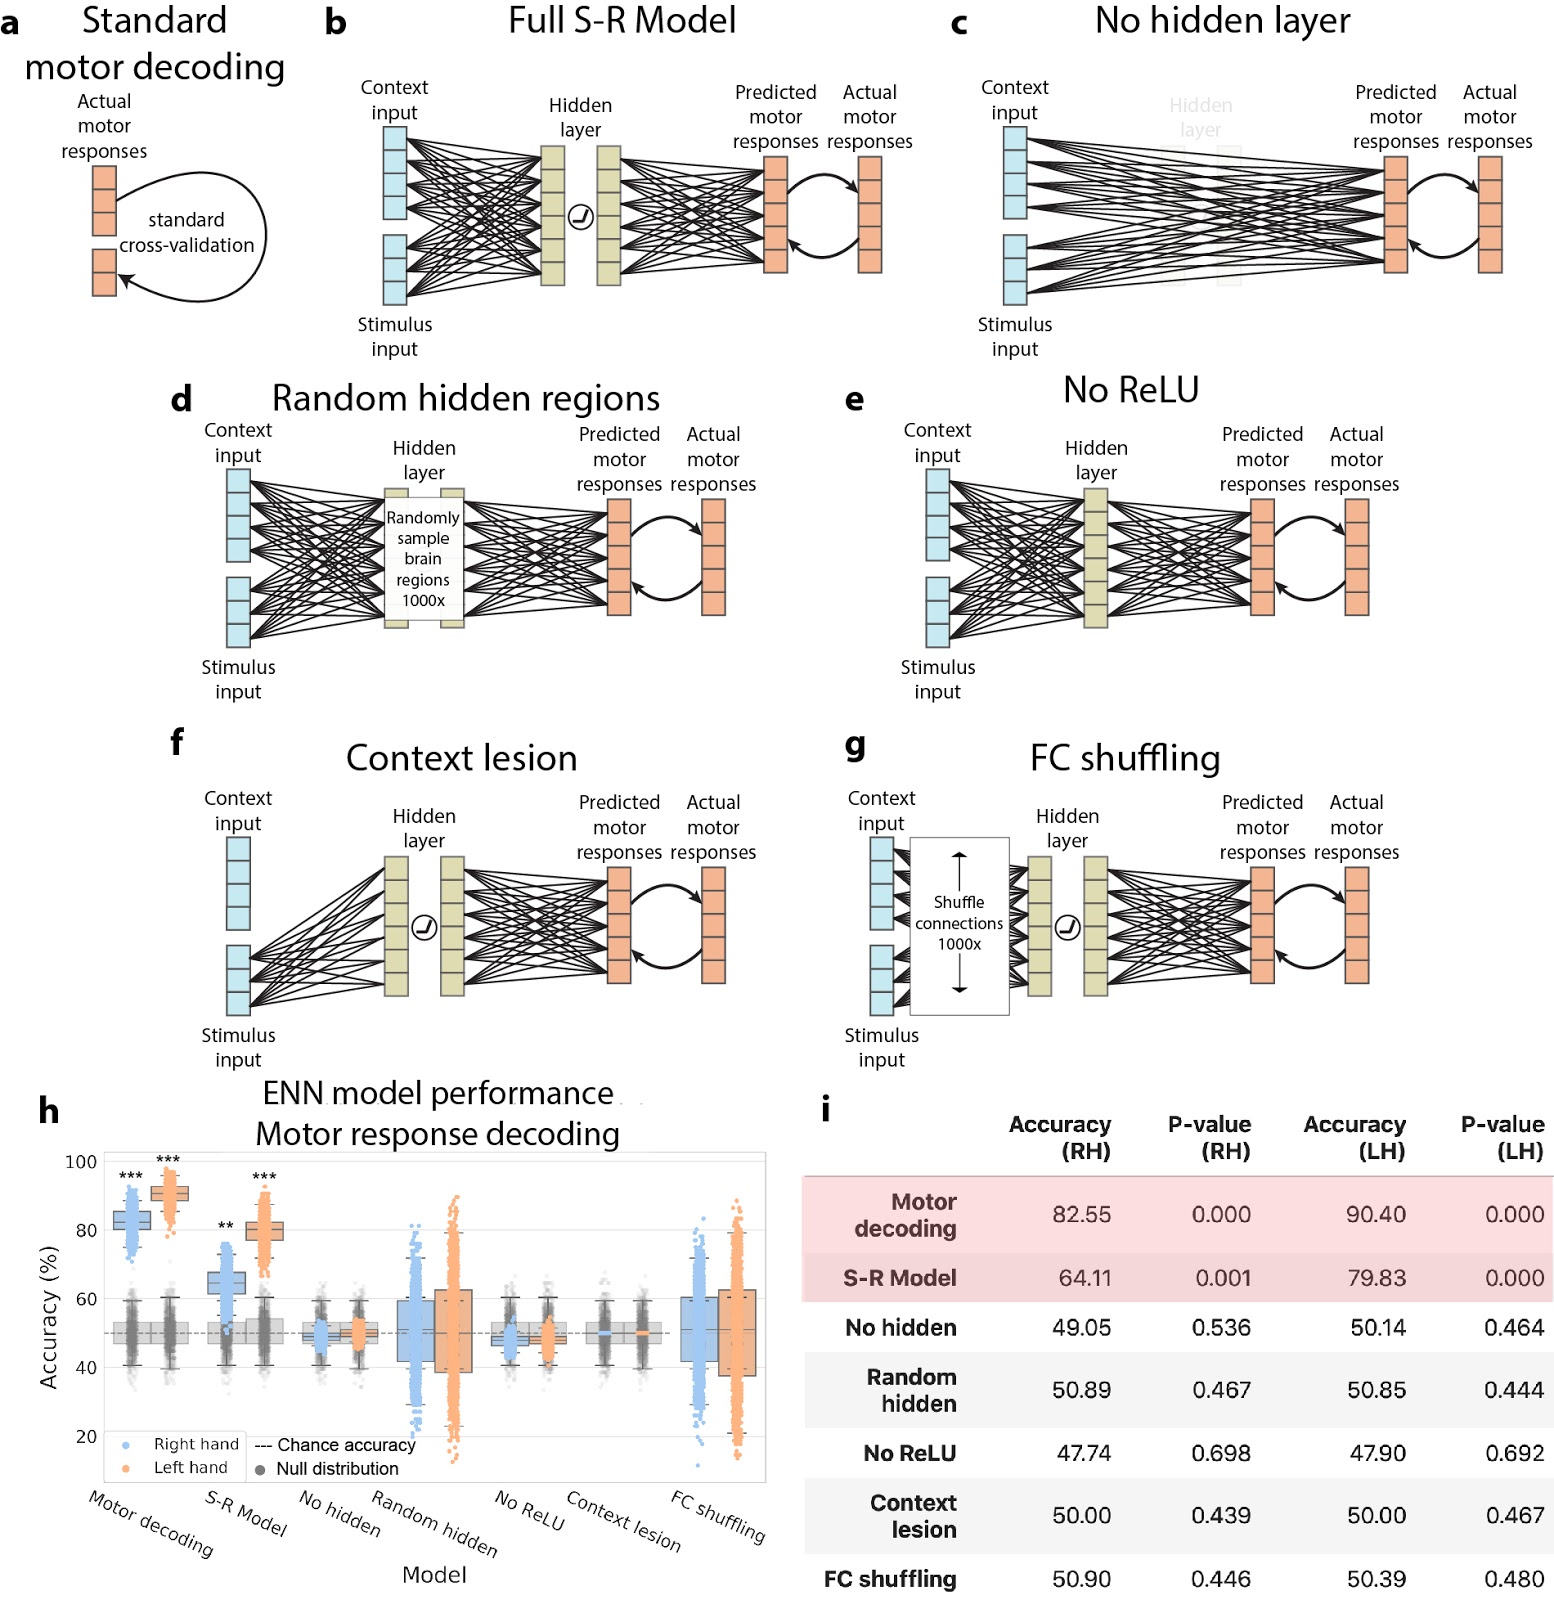 a
Standard
motor decoding
Actual
motor
responses
standard
cross-validation
b
Full S-R Model
Context
input
Hidden
layer
Predicted
motor
responses
Actual
motor
responses
Stimulus
input
c
No hidden layer
Context
input
Hidden
layer
Predicted
motor
responses
Actual
motor
responses
Stimulus
input
d
Random hidden regions
Context
input
Hidden
layer
Randomly
sample
brain
regions
1000x
Predicted
motor
responses
Actual
motor
responses
Stimulus
input
e
No ReLU
Context
input
Hidden
layer
Predicted
motor
responses
Actual
motor
responses
Stimulus
input
f
Context lesion
Context
input
Hidden
layer
Predicted
motor
responses
Actual
motor
responses
Stimulus
input
g
FC shuffling
Context
input
Shuffle
connections
1000x
Hidden
layer
Predicted
motor
responses
Actual
motor
responses
Stimulus
input
h
ENN model performance
Motor response decoding
Accuracy (%)
100
80
60
40
20
***
***
**
***
Right hand
Left hand
--- Chance accuracy
Null distribution
Motor decoding
S-R Model
No hidden
Random hidden
No ReLU
Context lesion
FC shuffling
Model
i
Accuracy (RH) P-value (RH) Accuracy (LH) P-value (LH)
Motor decoding 82.55 0.000 90.40 0.000
S-R Model 64.11 0.001 79.83 0.000
No hidden 49.05 0.536 50.14 0.464
Random hidden 50.89 0.467 50.85 0.444
No ReLU 47.74 0.698 47.90 0.692
Context lesion 50.00 0.439 50.00 0.467
FC shuffling 50.90 0.446 50.39 0.480